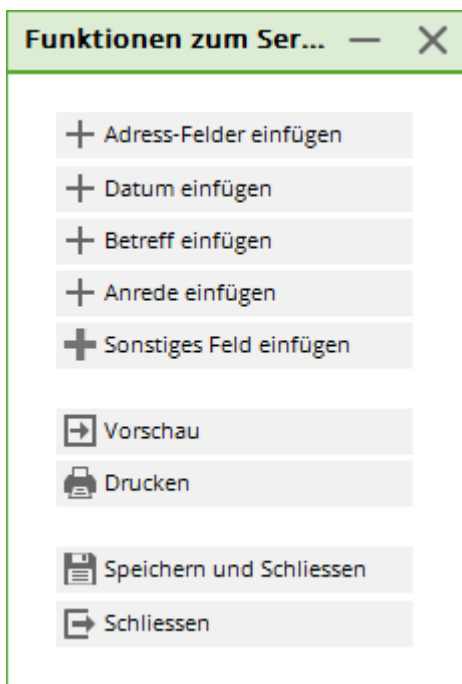 Funktionen zum Ser...
Adress-Felder einfügen
Datum einfügen
Betreff einfügen
Anrede einfügen
Sonstiges Feld einfügen
Vorschau
Drucken
Speichern und Schliessen
Schliessen